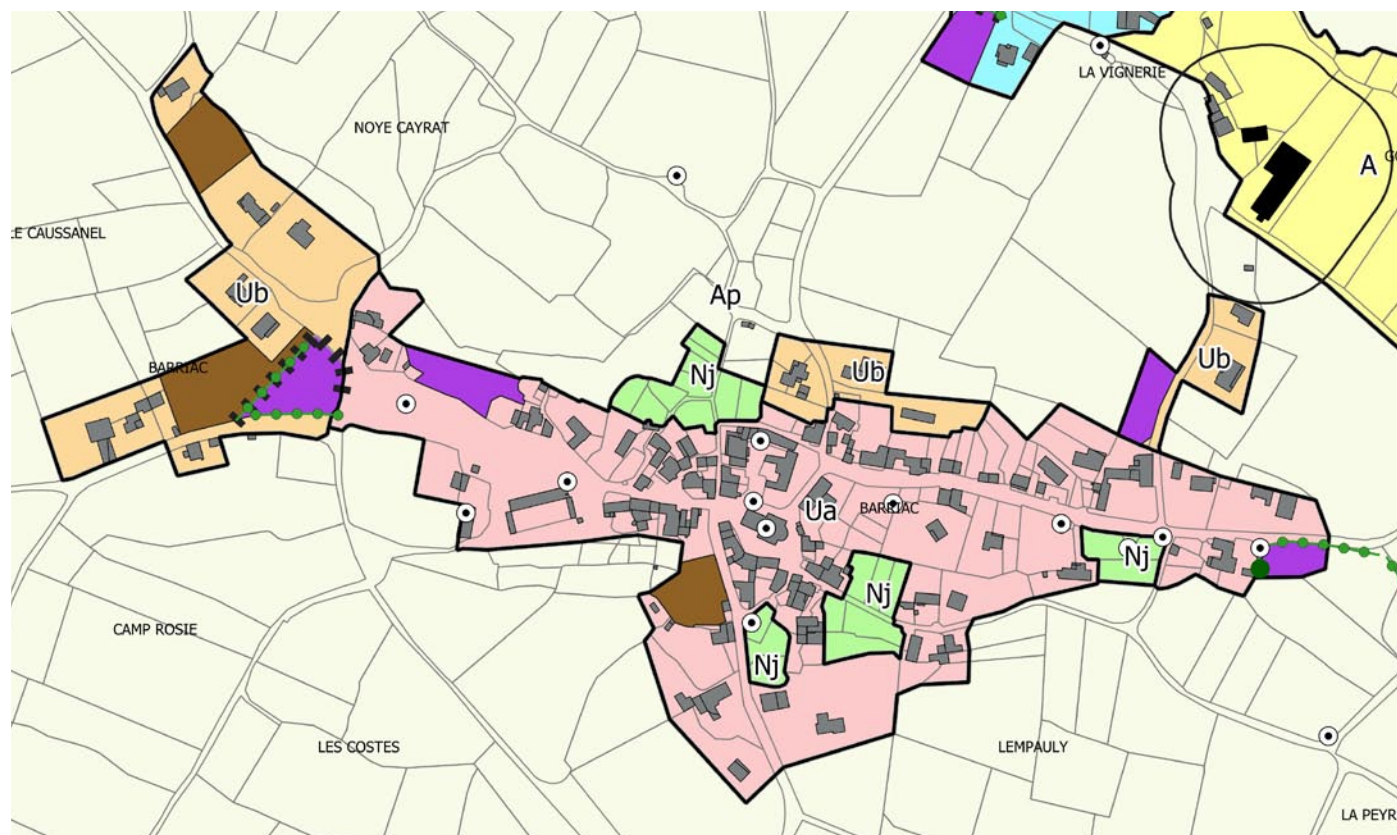 LA VIGNERIE
NOYE CAYRAT
A
LE CAUSSANEL
Ub
Ap
BARRIAC
Nj
Ub
Ub
Ua
BARRIAC
Nj
Nj
CAMP ROSIE
Nj
LES COSTES
LEMPAULY
LA PEYR